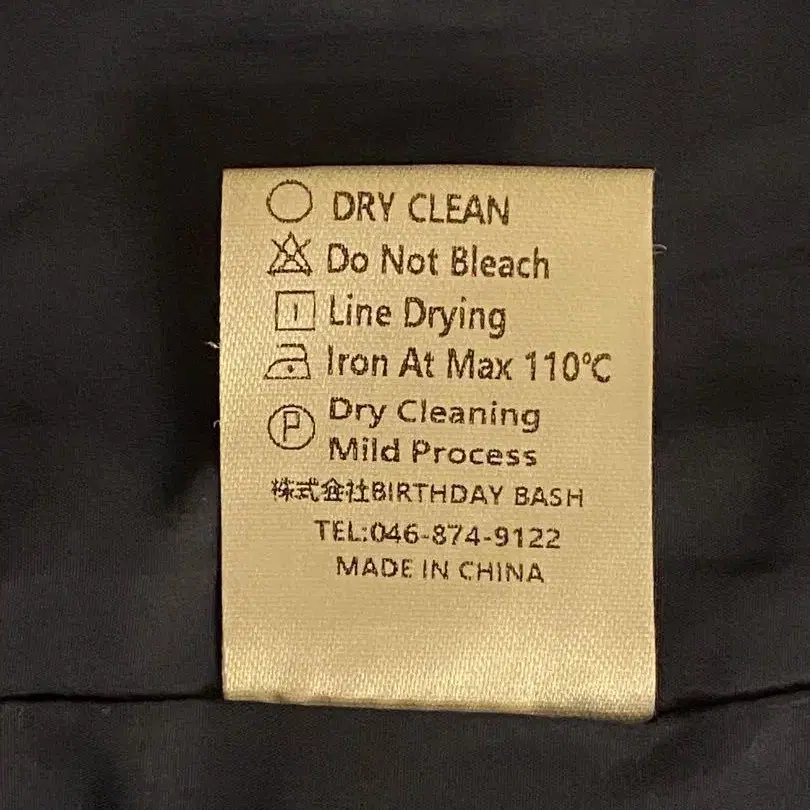 DRY CLEAN
Do Not Bleach
Line Drying
Iron At Max 110℃
P Dry Cleaning
Mild Process
株式会社BIRTHDAY BASH
TEL:046-874-9122
MADE IN CHINA